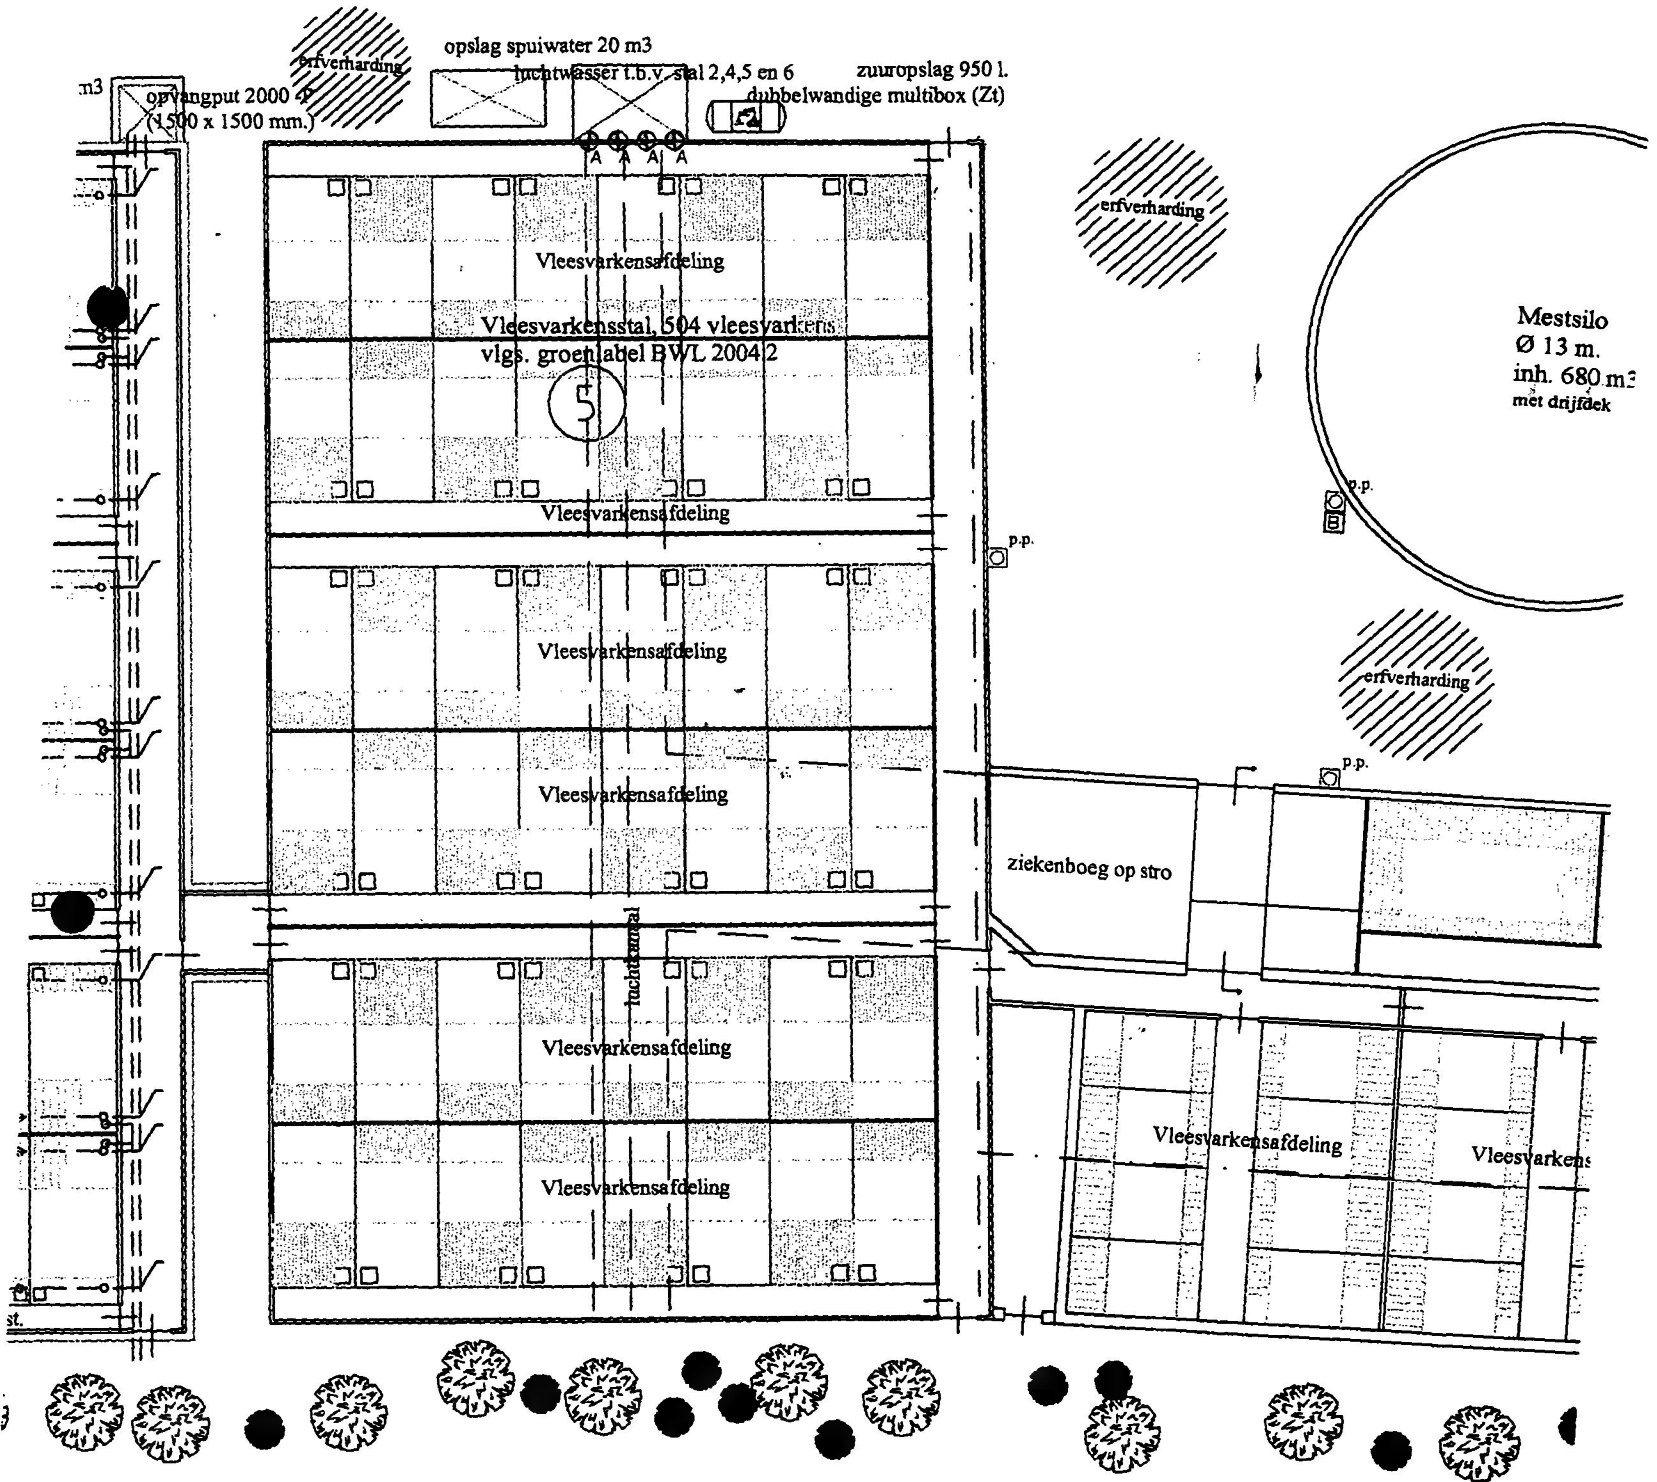 erfverharding
opslag spuiwater 20 m3
luchtwasser t.b.v. stal 2,4,5 en 6
zuuropslag 950 l.
dubbelwandige multibox (Zt)
m3
opvangput 2000
(1500 x 1500 mm.)
A A A A
erfverharding
Vleesvarkensafdeling
Vleesvarkensstal, 504 vleesvarkens
vlgs. groenlabel BWL 2004.2
5
Mestsilo
Ø 13 m.
inh. 680 m3
met drijfdek
p.p.
B
Vleesvarkensafdeling
p.p.
Vleesvarkensafdeling
erfverharding
p.p.
Vleesvarkensafdeling
ziekenboeg op stro
luchtkanaal
Vleesvarkensafdeling
Vleesvarkensafdeling
Vleesvarkens
Vleesvarkensafdeling
st.